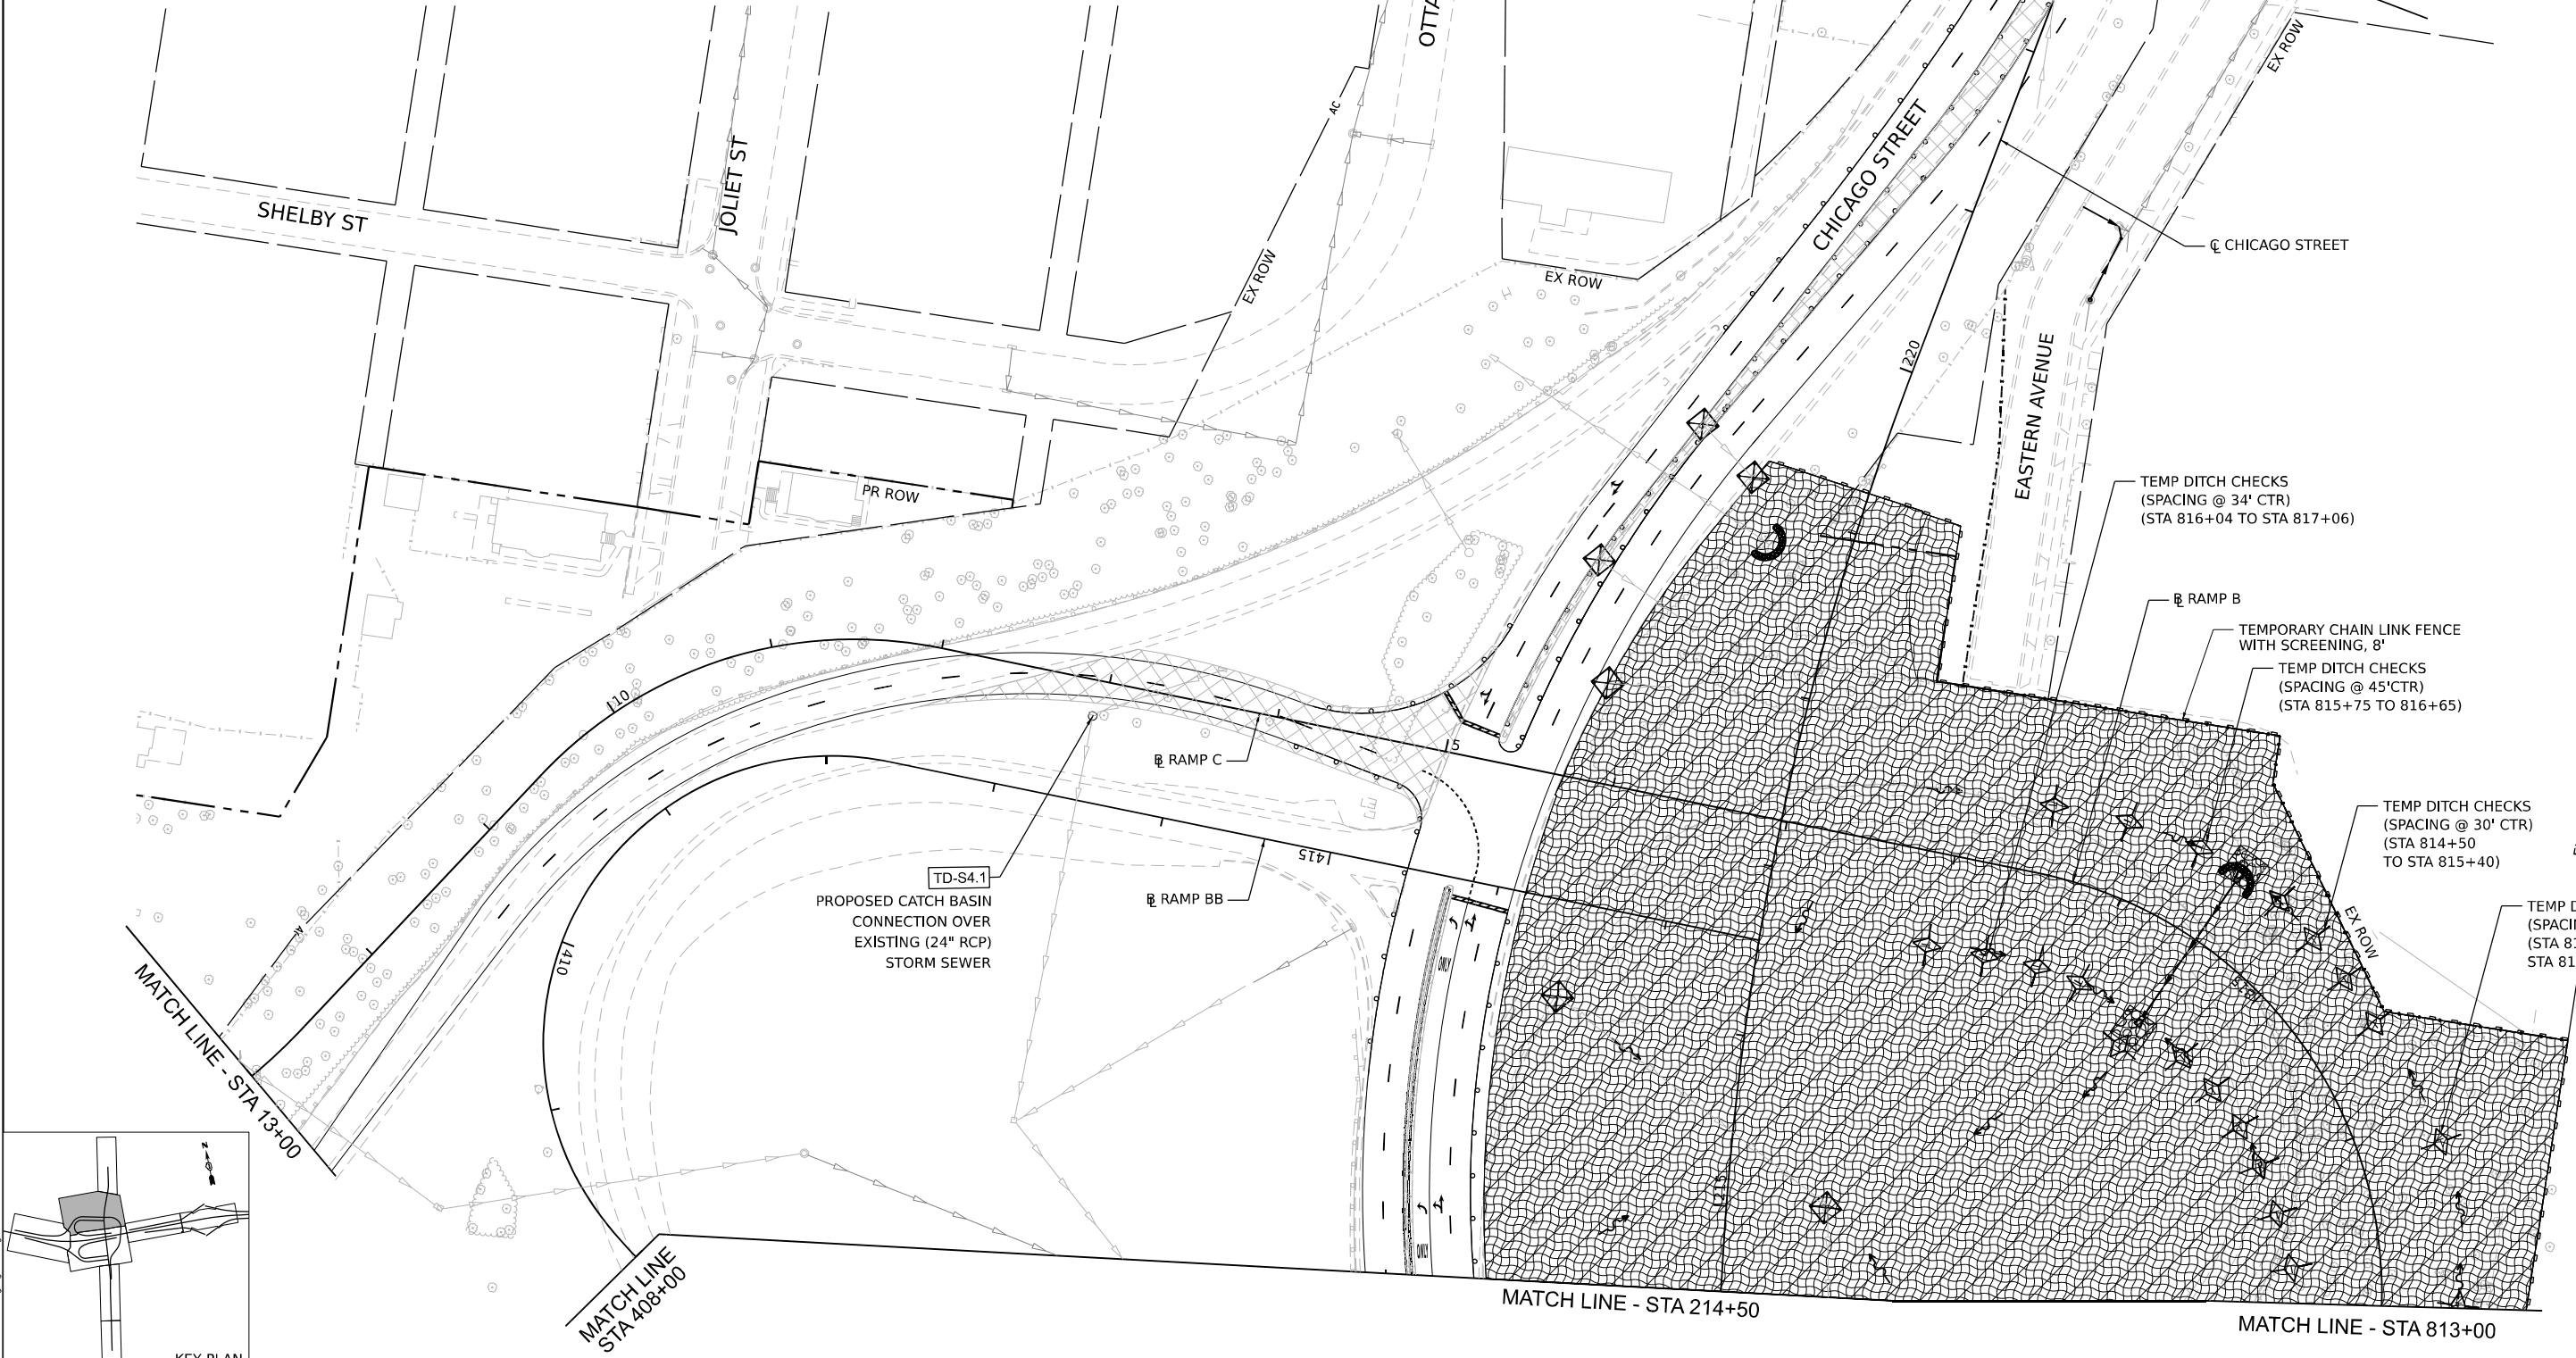 OTTA
EX ROW
AC
JOLIET ST
SHELBY ST
CHICAGO STREET
℄ CHICAGO STREET
EX ROW
EX ROW
220
EASTERN AVENUE
TEMP DITCH CHECKS
(SPACING @ 34' CTR)
(STA 816+04 TO STA 817+06)
PR ROW
℄ RAMP B
TEMPORARY CHAIN LINK FENCE
WITH SCREENING, 8'
TEMP DITCH CHECKS
(SPACING @ 45'CTR)
(STA 815+75 TO 816+65)
10
5
B RAMP C
TEMP DITCH CHECKS
(SPACING @ 30' CTR)
(STA 814+50
TO STA 815+40)
415
TD-S4.1
PROPOSED CATCH BASIN
CONNECTION OVER
EXISTING (24" RCP)
STORM SEWER
B RAMP BB
EX ROW
TEMP D
(SPACI
(STA 81
STA 81
410
ONLY
MATCH LINE - STA 13+00
215
ONLY
N
MATCH LINE
STA 408+00
MATCH LINE - STA 214+50
MATCH LINE - STA 813+00
KEY PLAN